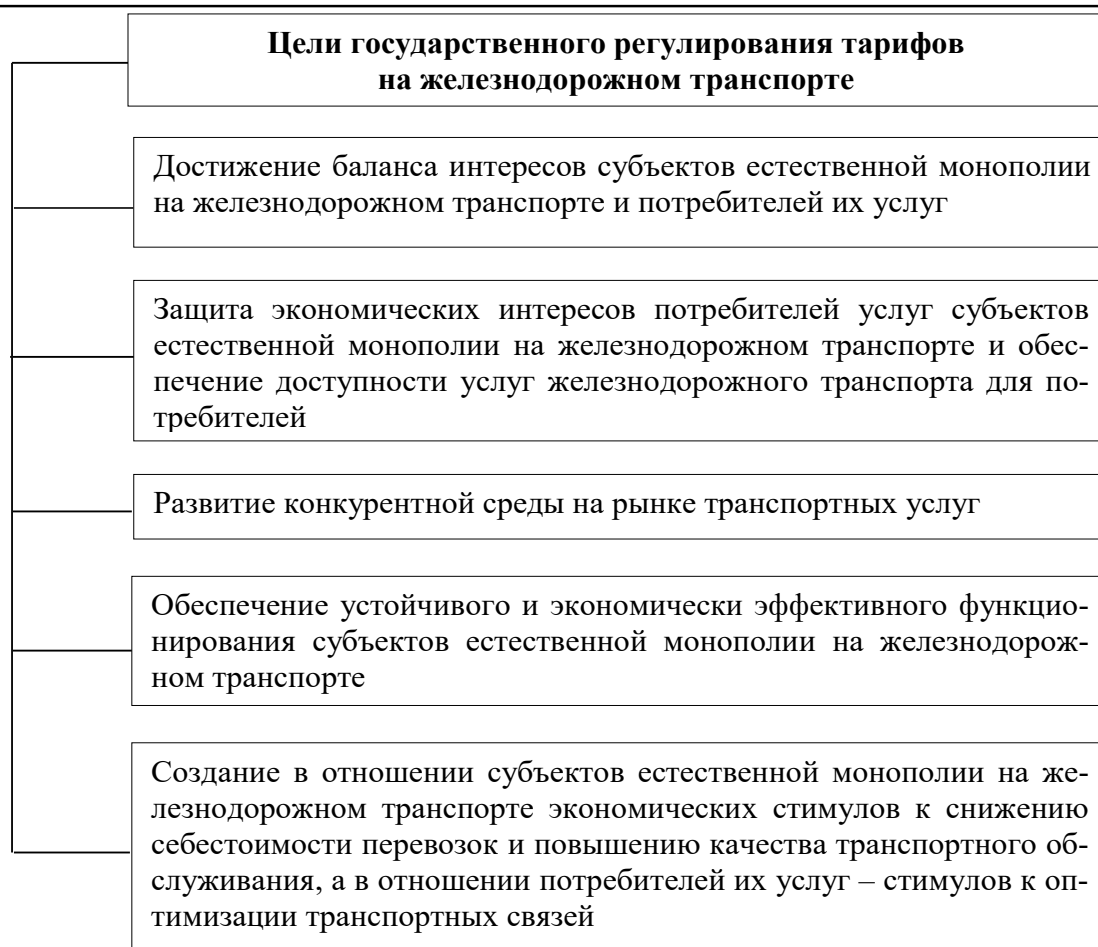 Цели государственного регулирования тарифов
на железнодорожном транспорте
Достижение баланса интересов субъектов естественной монополии
на железнодорожном транспорте и потребителей их услуг
Защита экономических интересов потребителей услуг субъектов
естественной монополии на железнодорожном транспорте и обес-
печение доступности услуг железнодорожного транспорта для по-
требителей
Развитие конкурентной среды на рынке транспортных услуг
Обеспечение устойчивого и экономически эффективного функцио-
нирования субъектов естественной монополии на железнодорож-
ном транспорте
Создание в отношении субъектов естественной монополии на же-
лезнодорожном транспорте экономических стимулов к снижению
себестоимости перевозок и повышению качества транспортного об-
служивания, а в отношении потребителей их услуг – стимулов к оп-
тимизации транспортных связей